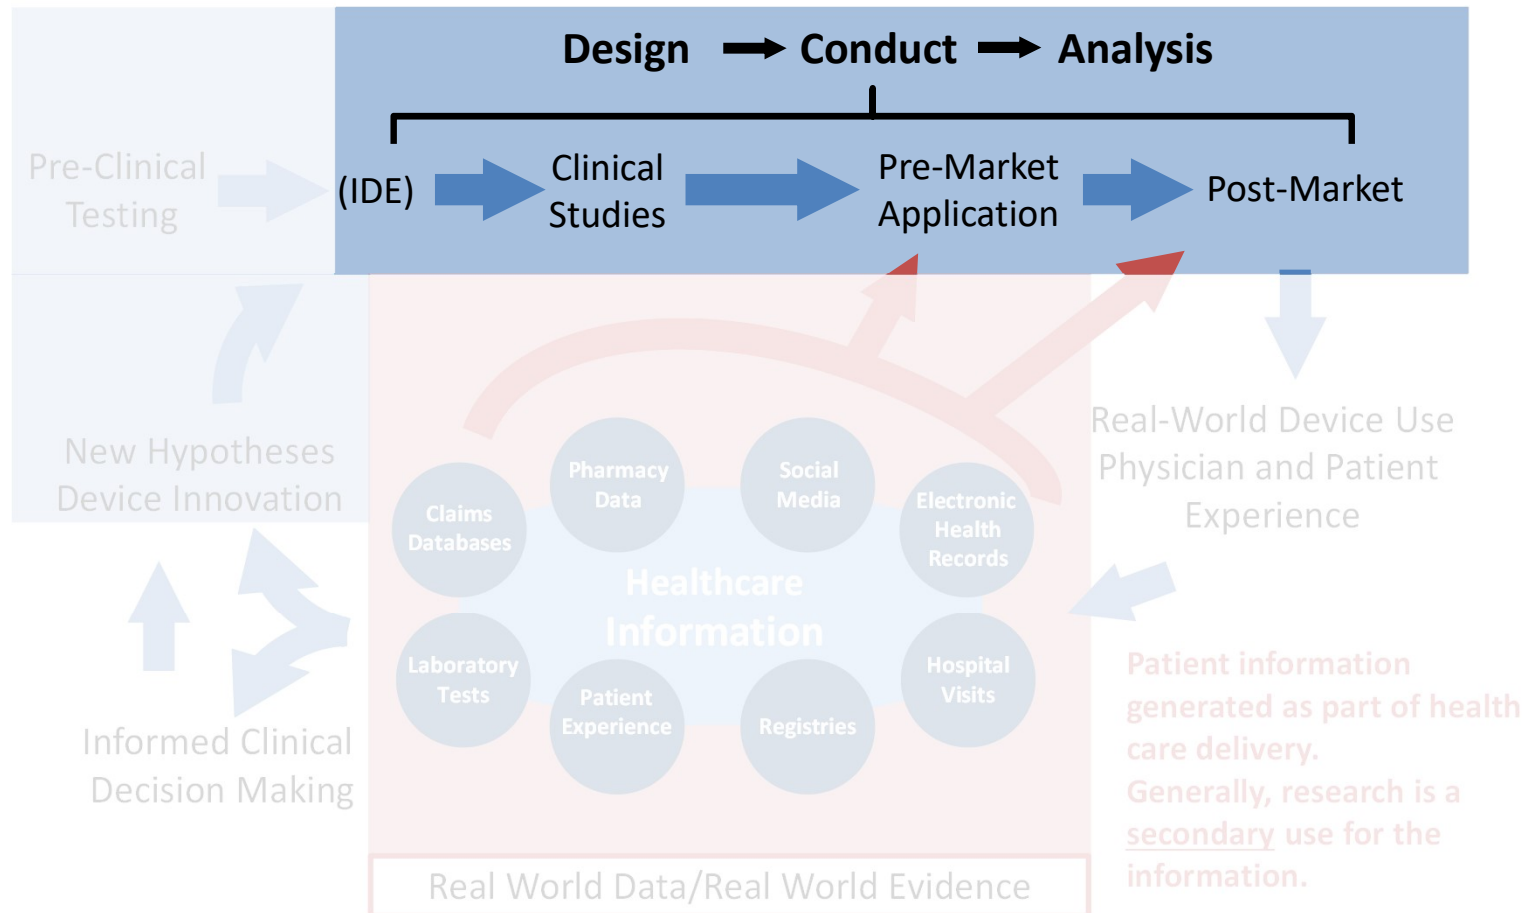 Design Conduct Analysis
Pre-Clinical
Testing
(IDE)
Clinical
Studies
Pre-Market
Application
Post-Market
New Hypotheses
Device Innovation
Informed Clinical
Decision Making
Claims
Databases
Pharmacy
Data
Social
Media
Electronic
Health
Records
Healthcare
Information
Laboratory
Tests
Patient
Experience
Registries
Hospital
Visits
Real-World Device Use
Physician and Patient
Experience
Patient information
generated as part of health
care delivery.
Generally, research is a
secondary use for the
information.
Real World Data/Real World Evidence